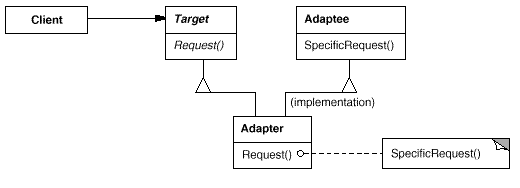 Client
Target
Request()
Adaptee
SpecificRequest()
(implementation)
Adapter
Request()
SpecificRequest()